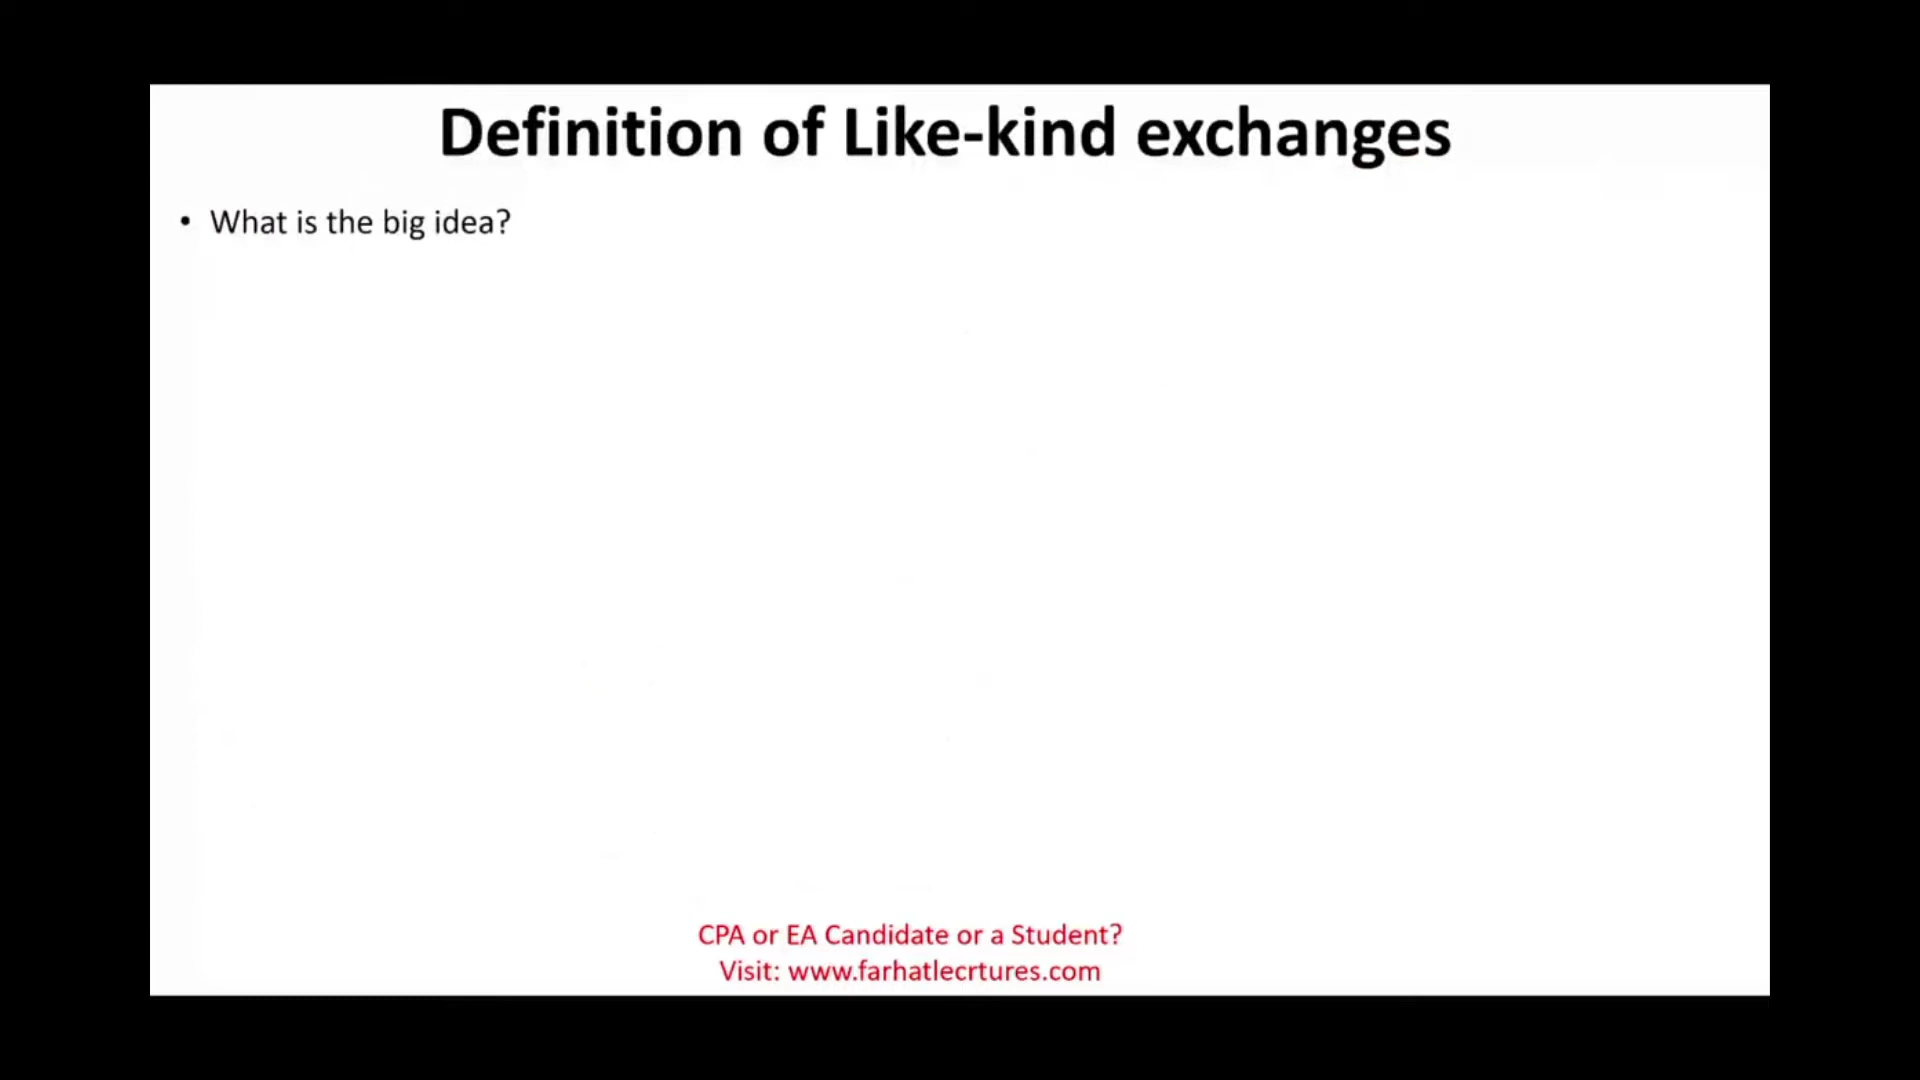 Definition of Like-kind exchanges
• What is the big idea?
CPA or EA Candidate or a Student?
Visit: www.farhatlecrtures.com